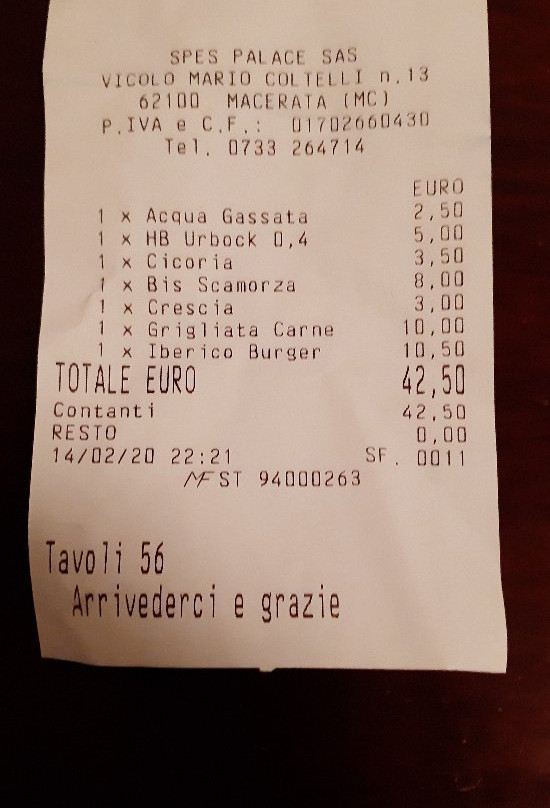 SPES PALACE SAS
VICOLO MARIO COLTELLI n.13
62100 MACERATA (MC)
P.IVA e C.F.: 01702660430
Tel. 0733 264714
EURO
1 x Acqua Gassata 2,50
1 x HB Urbock 0,4 5,00
1 x Cicoria 3,50
1 x Bis Scamorza 8,00
1 x Crescia 3,00
1 x Grigliata Carne 10,00
1 x Iberico Burger 10,50
TOTALE EURO 42,50
Contanti 42,50
RESTO 0,00
14/02/20 22:21 SF. 0011
MF ST 94000263
Tavoli 56
Arrivederci e grazie